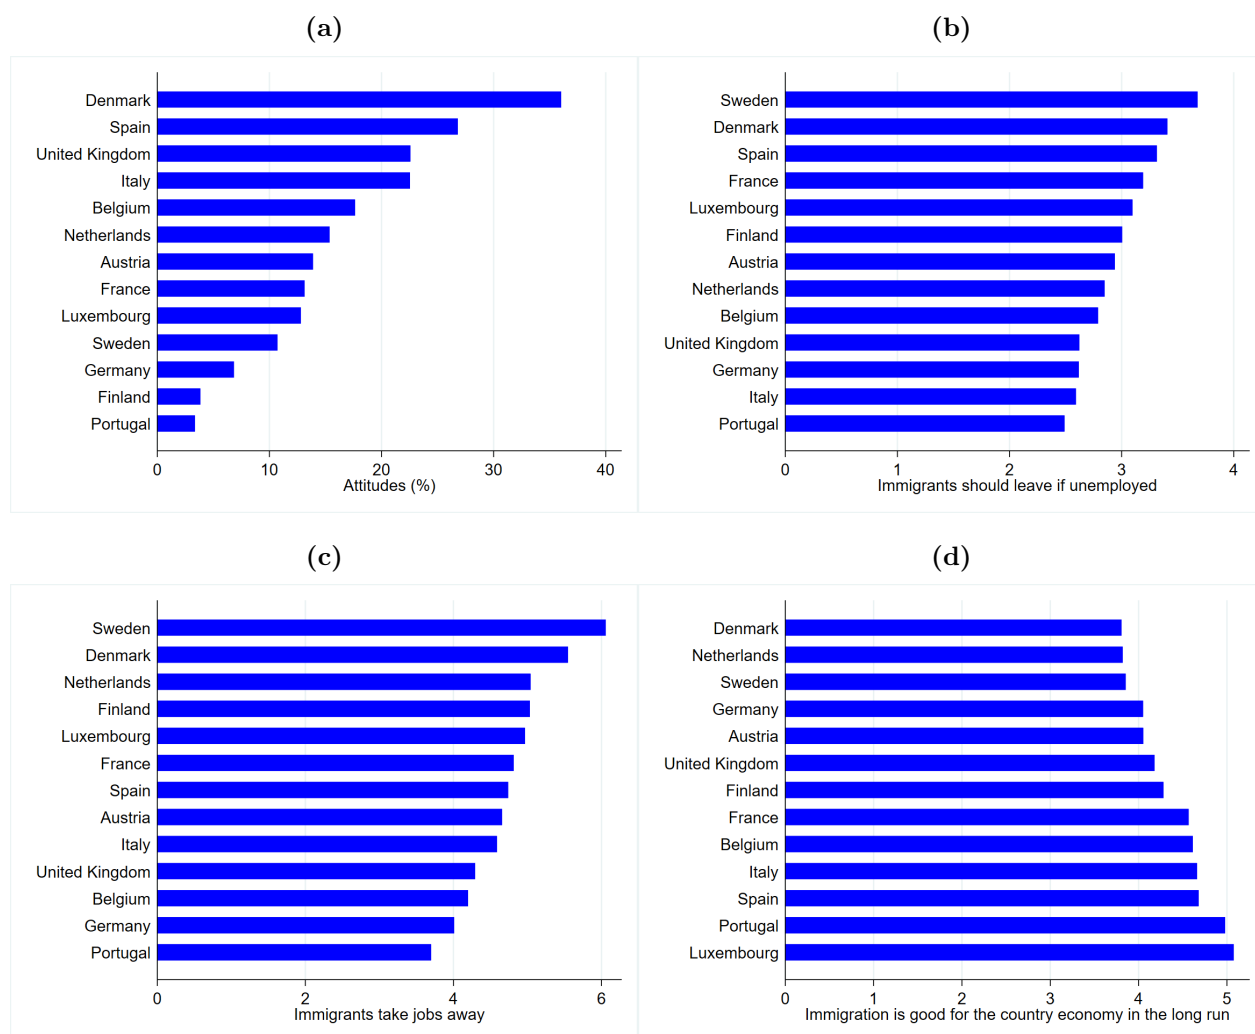 (a)
Denmark
Spain
United Kingdom
Italy
Belgium
Netherlands
Austria
France
Luxembourg
Sweden
Germany
Finland
Portugal
0 10 20 30 40
Attitudes (%)
(b)
Sweden
Denmark
Spain
France
Luxembourg
Finland
Austria
Netherlands
Belgium
United Kingdom
Germany
Italy
Portugal
0 1 2 3 4
Immigrants should leave if unemployed
(c)
Sweden
Denmark
Netherlands
Finland
Luxembourg
France
Spain
Austria
Italy
United Kingdom
Belgium
Germany
Portugal
0 2 4 6
Immigrants take jobs away
(d)
Denmark
Netherlands
Sweden
Germany
Austria
United Kingdom
Finland
France
Belgium
Italy
Spain
Portugal
Luxembourg
0 1 2 3 4 5
Immigration is good for the country economy in the long run